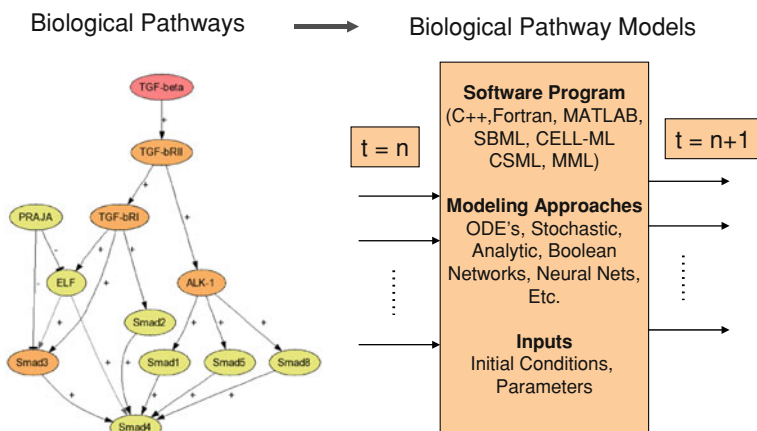 Biological Pathways
Biological Pathway Models
TGF-beta
+
TGF-bRII
+
+
PRAJA
TGF-bRI
-
+
+
-
ELF
ALK-1
+
+
Smad2
+
+
+
+
Smad3
Smad1
Smad5
Smad8
+
+
+
+
+
+
Smad4
t = n
Software Program
(C++,Fortran, MATLAB,
SBML, CELL-ML
CSML, MML)
Modeling Approaches
ODE's, Stochastic,
Analytic, Boolean
Networks, Neural Nets,
Etc.
Inputs
Initial Conditions,
Parameters
t = n+1